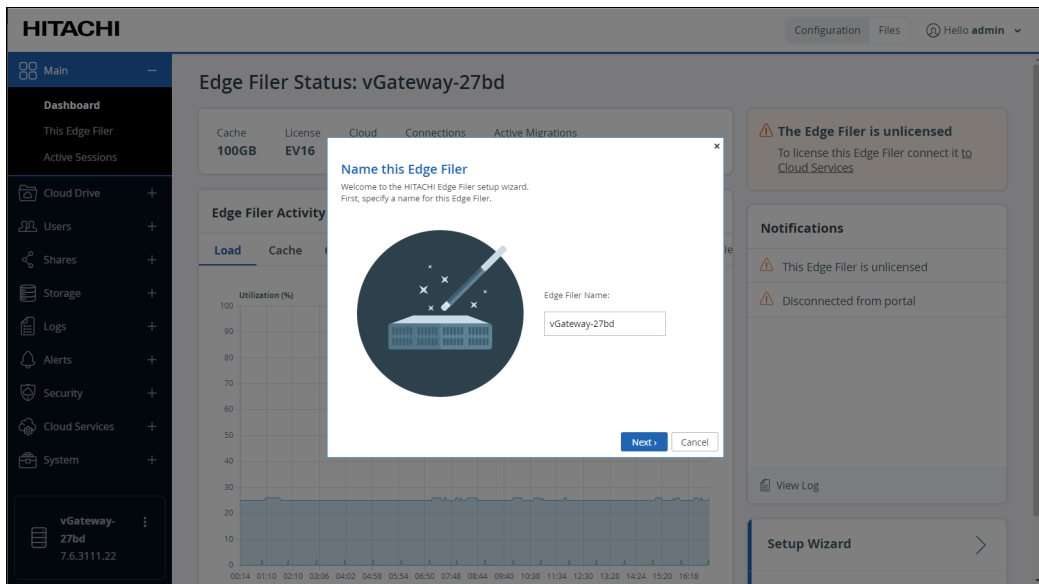 HITACHI
Configuration
Files
Hello admin
Main
Dashboard
This Edge Filer
Active Sessions
Cloud Drive
Users
Shares
Storage
Logs
Alerts
Security
Cloud Services
System
vGateway-
27bd
7.6.3111.22
Edge Filer Status: vGateway-27bd
Cache
License
Cloud
Connections
Active Migrations
100GB
EV16
Edge Filer Activity
Load
Cache
Utilization (%)
100
90
80
70
60
50
40
30
20
10
0
00:14 01:10 02:10 03:06 04:02 04:58 05:54 06:50 07:48 08:44 09:40 10:38 11:34 12:30 13:28 14:24 15:20 16:18
Name this Edge Filer
Welcome to the HITACHI Edge Filer setup wizard.
First, specify a name for this Edge Filer.
Edge Filer Name:
vGateway-27bd
Next ›
Cancel
The Edge Filer is unlicensed
To license this Edge Filer connect it to
Cloud Services
Notifications
This Edge Filer is unlicensed
Disconnected from portal
View Log
Setup Wizard